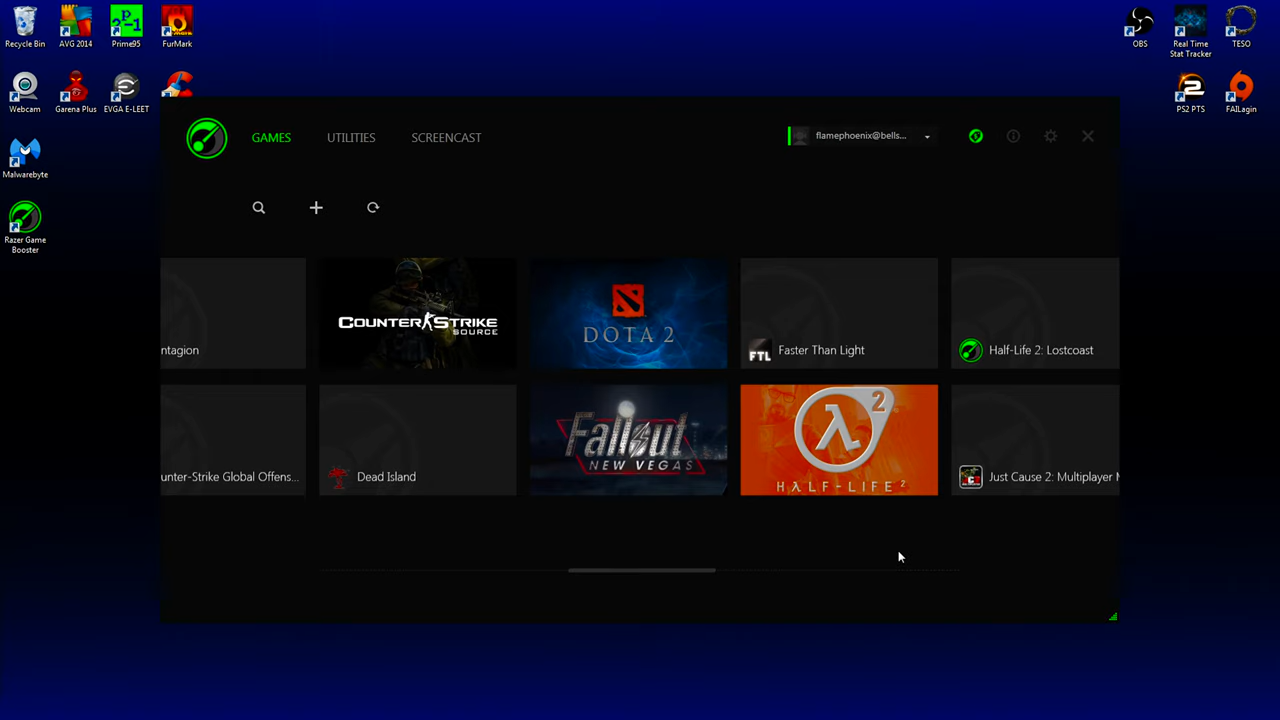 Recycle Bin
AVG 2014
Prime95
FurMark
OBS
Real Time
Stat Tracker
TESO
Webcam
Garena Plus
EVGA E-LEET
PS2 PTS
FAILagin
Malwarebyte
Razer Game
Booster
GAMES
UTILITIES
SCREENCAST
flamephoenix@bells...
ntagion
COUNTER STRIKE
SOURCE
DOTA 2
FTL
Faster Than Light
Half-Life 2: Lostcoast
unter-Strike Global Offens...
Dead Island
Fallout
NEW VEGAS
2
HALF-LIFE 2
Just Cause 2: Multiplayer M